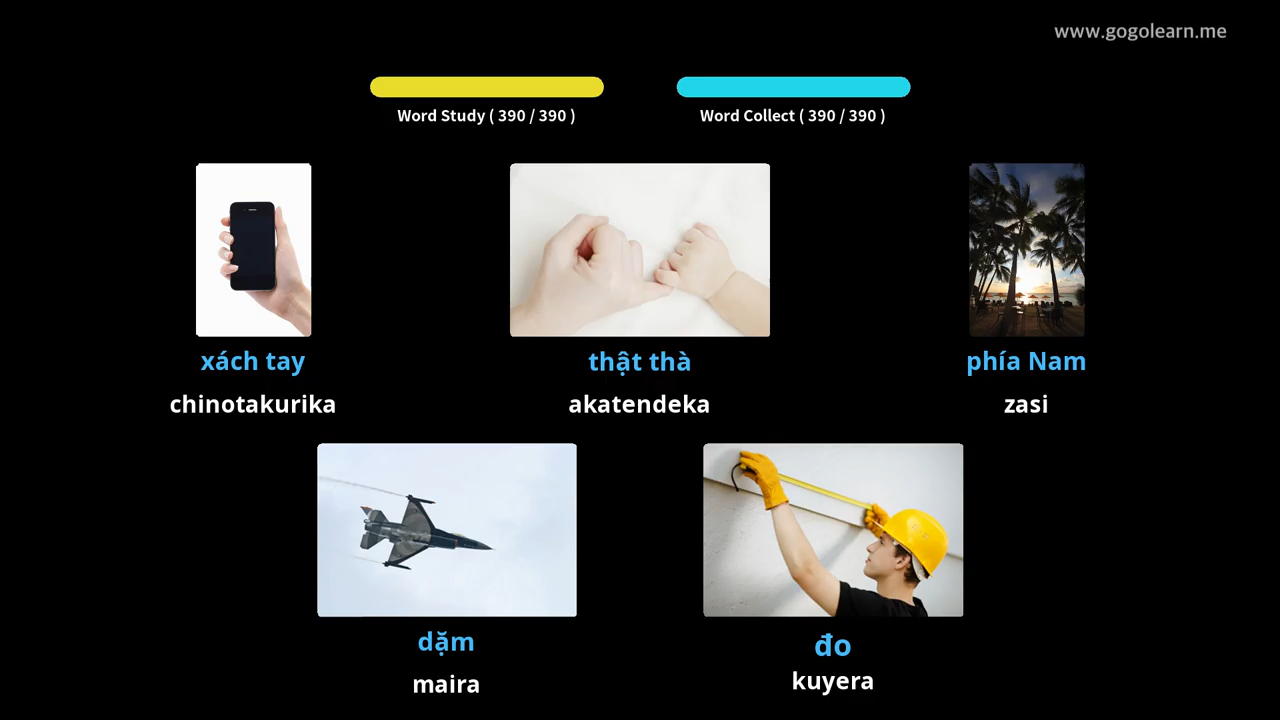 www.gogolearn.me
Word Study ( 390 / 390 )
Word Collect ( 390 / 390 )
xách tay
chinotakurika
thật thà
akatendeka
phía Nam
zasi
dặm
maira
đo
kuyera